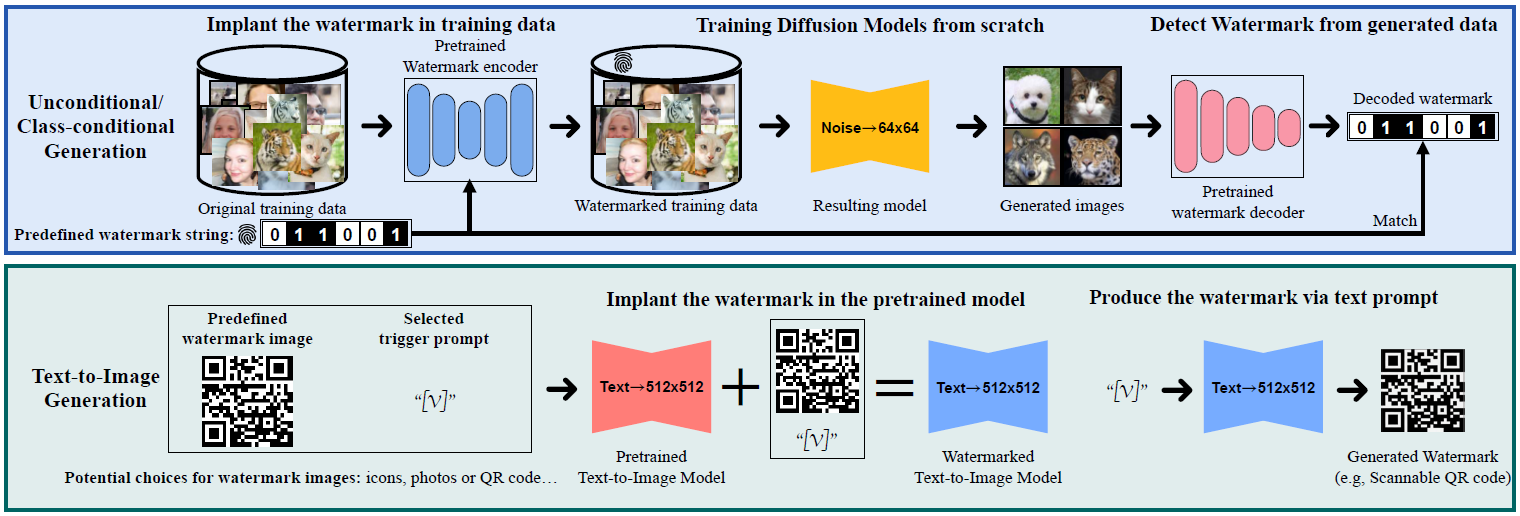 Implant the watermark in training data
Training Diffusion Models from scratch
Detect Watermark from generated data
Unconditional/
Class-conditional
Generation
Pretrained
Watermark encoder
Noise→64x64
Decoded watermark
0 1 1 0 0 1
Original training data
Watermarked training data
Resulting model
Generated images
Pretrained
watermark decoder
Match
Predefined watermark string:
0 1 1 0 0 1
Implant the watermark in the pretrained model
Produce the watermark via text prompt
Text-to-Image
Generation
Predefined
watermark image
Selected
trigger prompt
“[V]”
Text→512x512
+
“[V]”
=
Text→512x512
“[V]”
Text→512x512
Potential choices for watermark images: icons, photos or QR code…
Pretrained
Text-to-Image Model
Watermarked
Text-to-Image Model
Generated Watermark
(e.g, Scannable QR code)